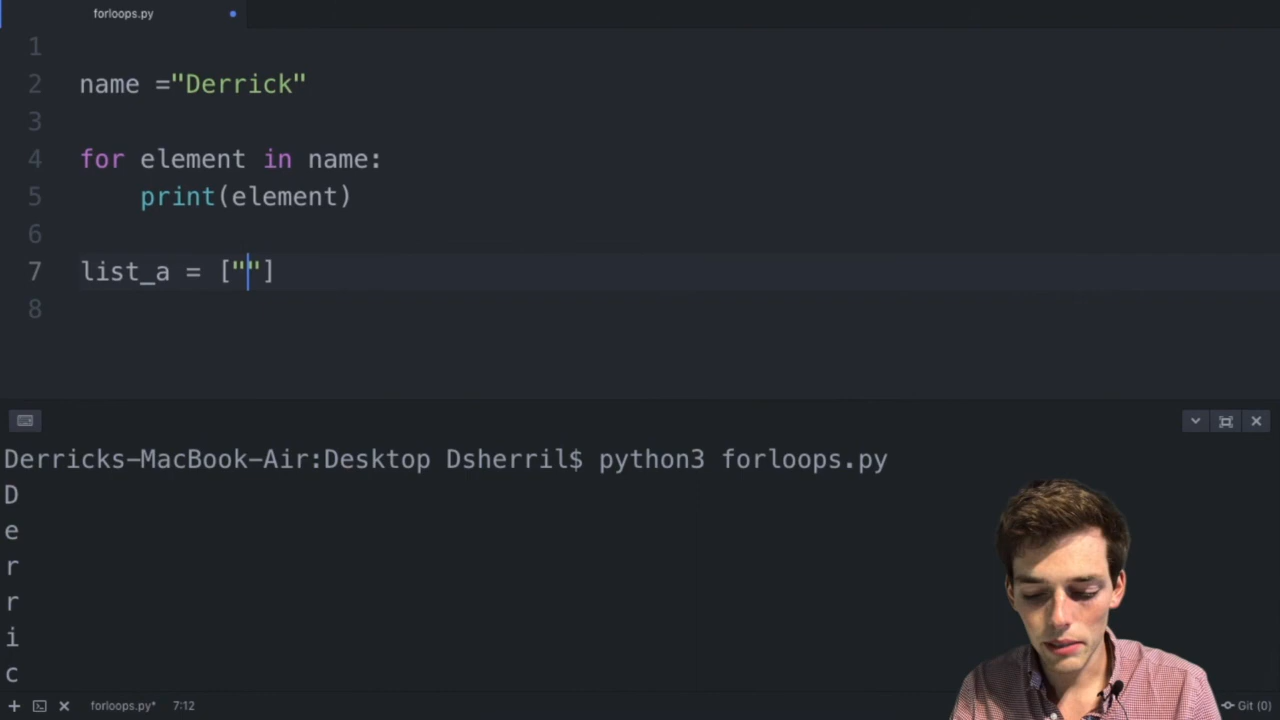 forloops.py
1
2 name ="Derrick"
3
4 for element in name:
5     print(element)
6
7 list_a = [""]
8
Derricks-MacBook-Air:Desktop Dsherril$ python3 forloops.py
D
e
r
r
i
c
forloops.py* 7:12 Git (0)